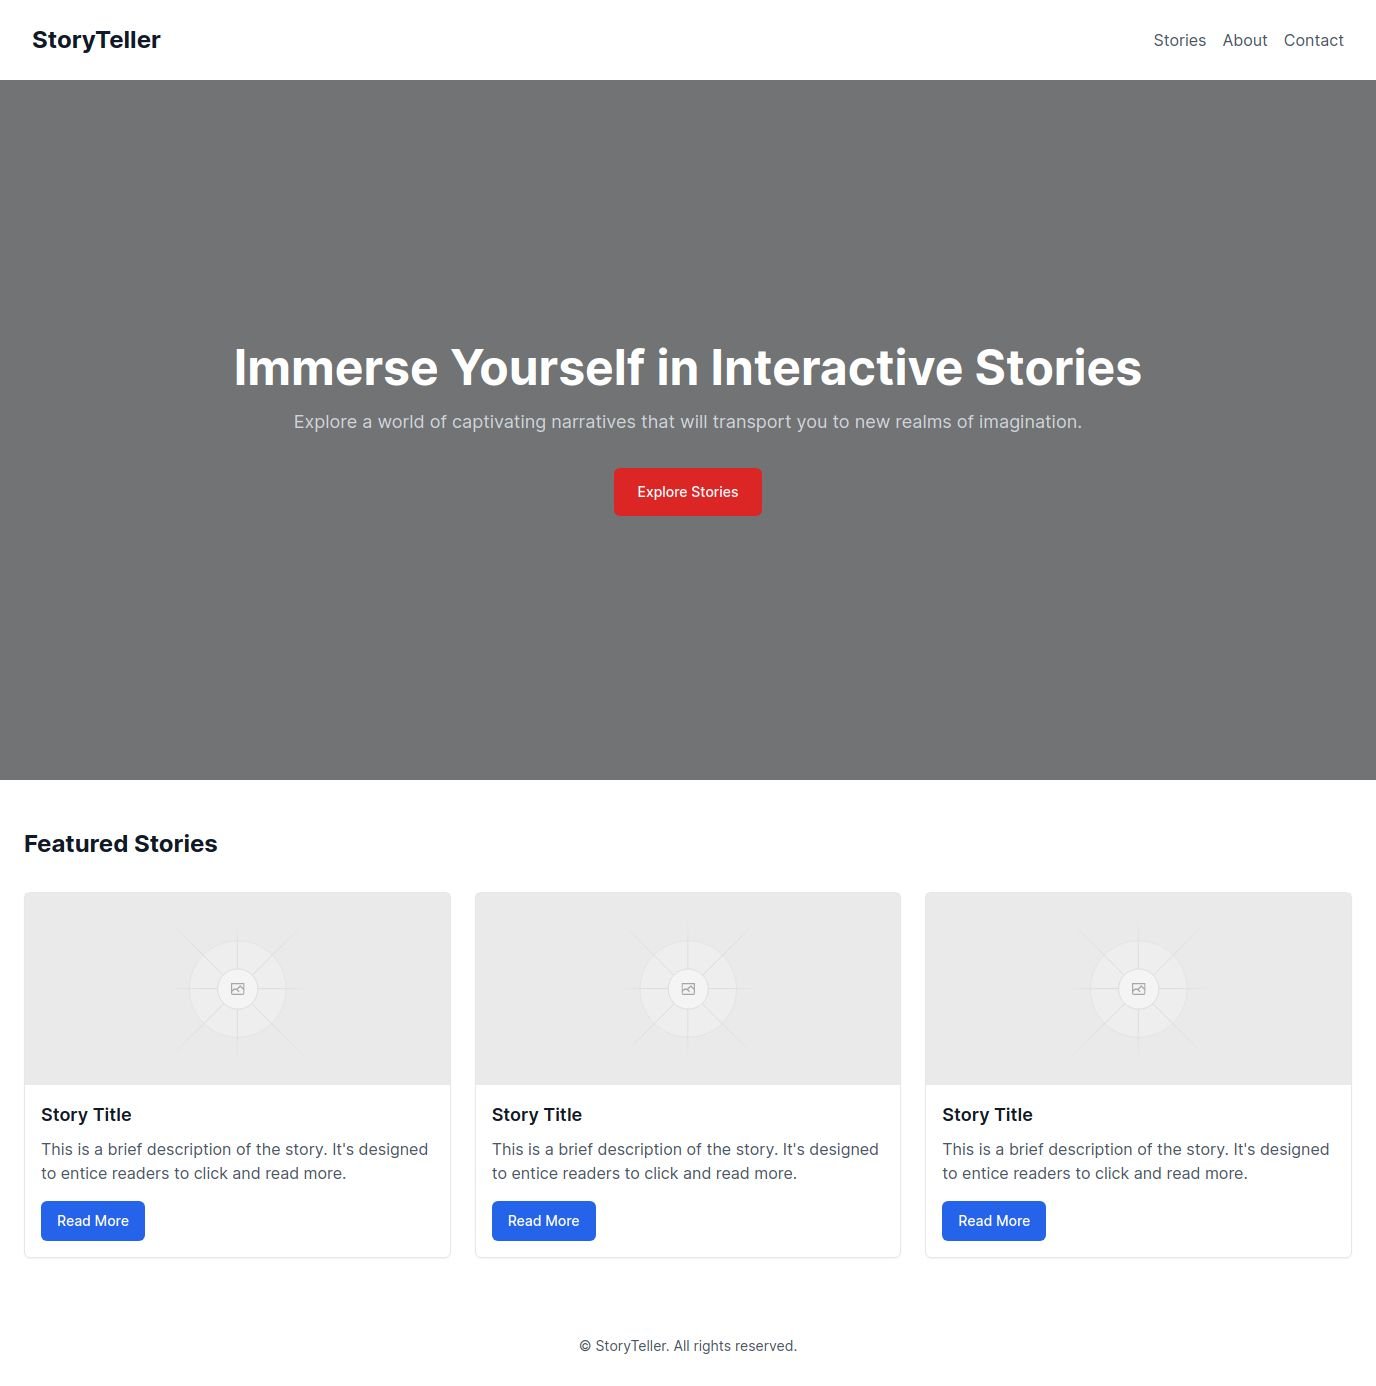 StoryTeller
Stories About Contact
Immerse Yourself in Interactive Stories
Explore a world of captivating narratives that will transport you to new realms of imagination.
Explore Stories
Featured Stories
Story Title
This is a brief description of the story. It's designed
to entice readers to click and read more.
Read More
Story Title
This is a brief description of the story. It's designed
to entice readers to click and read more.
Read More
Story Title
This is a brief description of the story. It's designed
to entice readers to click and read more.
Read More
© StoryTeller. All rights reserved.